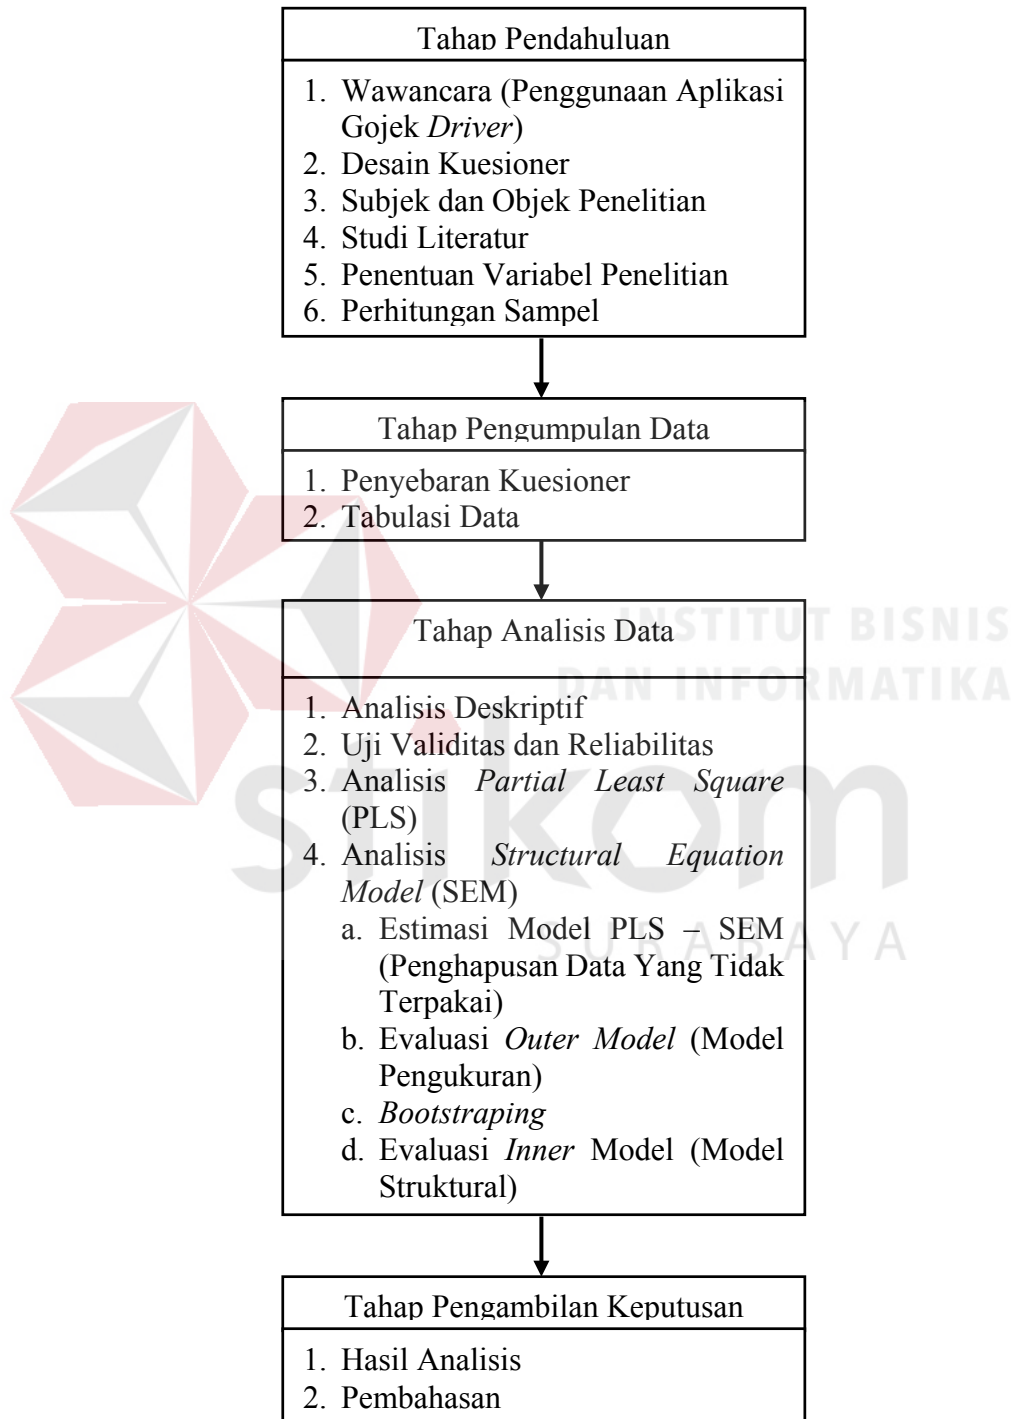 Tahap Pendahuluan
1. Wawancara (Penggunaan Aplikasi
Gojek Driver)
2. Desain Kuesioner
3. Subjek dan Objek Penelitian
4. Studi Literatur
5. Penentuan Variabel Penelitian
6. Perhitungan Sampel
Tahap Pengumpulan Data
1. Penyebaran Kuesioner
2. Tabulasi Data
Tahap Analisis Data
INSTITUT BISNIS
DAN INFORMATIKA
stikom
SURABAYA
1. Analisis Deskriptif
2. Uji Validitas dan Reliabilitas
3. Analisis Partial Least Square
(PLS)
4. Analisis Structural Equation
Model (SEM)
a. Estimasi Model PLS – SEM
(Penghapusan Data Yang Tidak
Terpakai)
b. Evaluasi Outer Model (Model
Pengukuran)
c. Bootstraping
d. Evaluasi Inner Model (Model
Struktural)
Tahap Pengambilan Keputusan
1. Hasil Analisis
2. Pembahasan